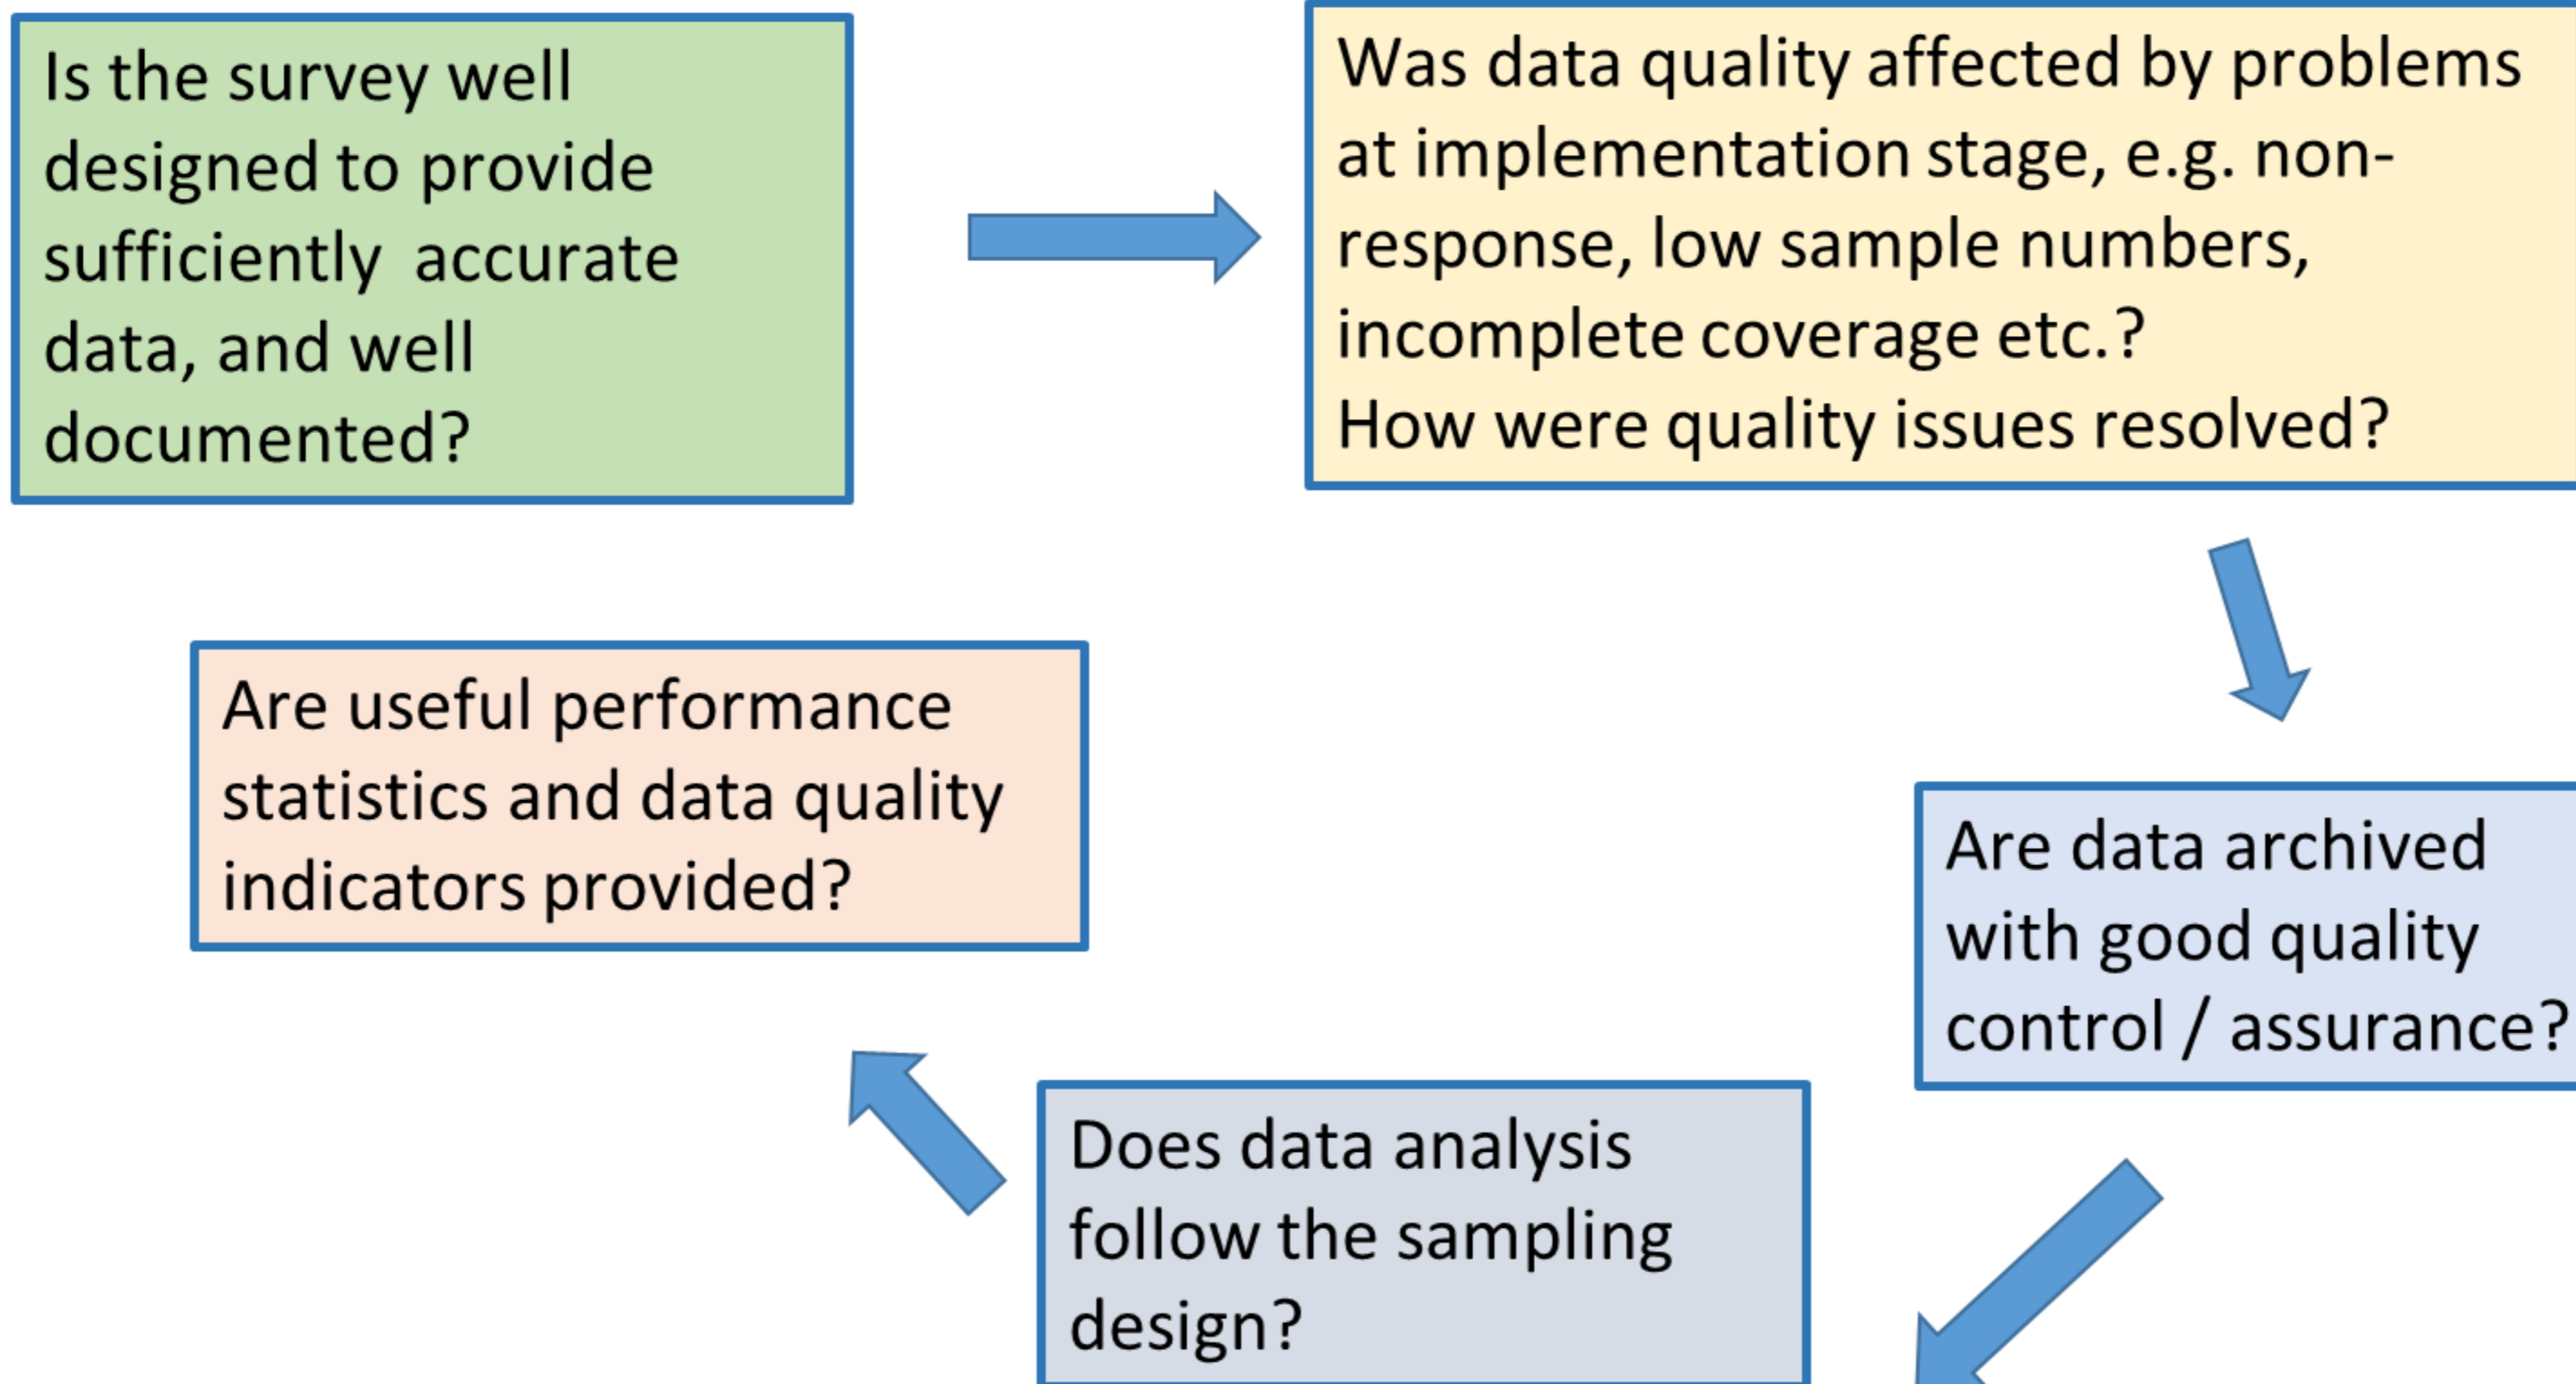 Is the survey well
designed to provide
sufficiently accurate
data, and well
documented?
Was data quality affected by problems
at implementation stage, e.g. non-
response, low sample numbers,
incomplete coverage etc.?
How were quality issues resolved?
Are data archived
with good quality
control / assurance?
Does data analysis
follow the sampling
design?
Are useful performance
statistics and data quality
indicators provided?